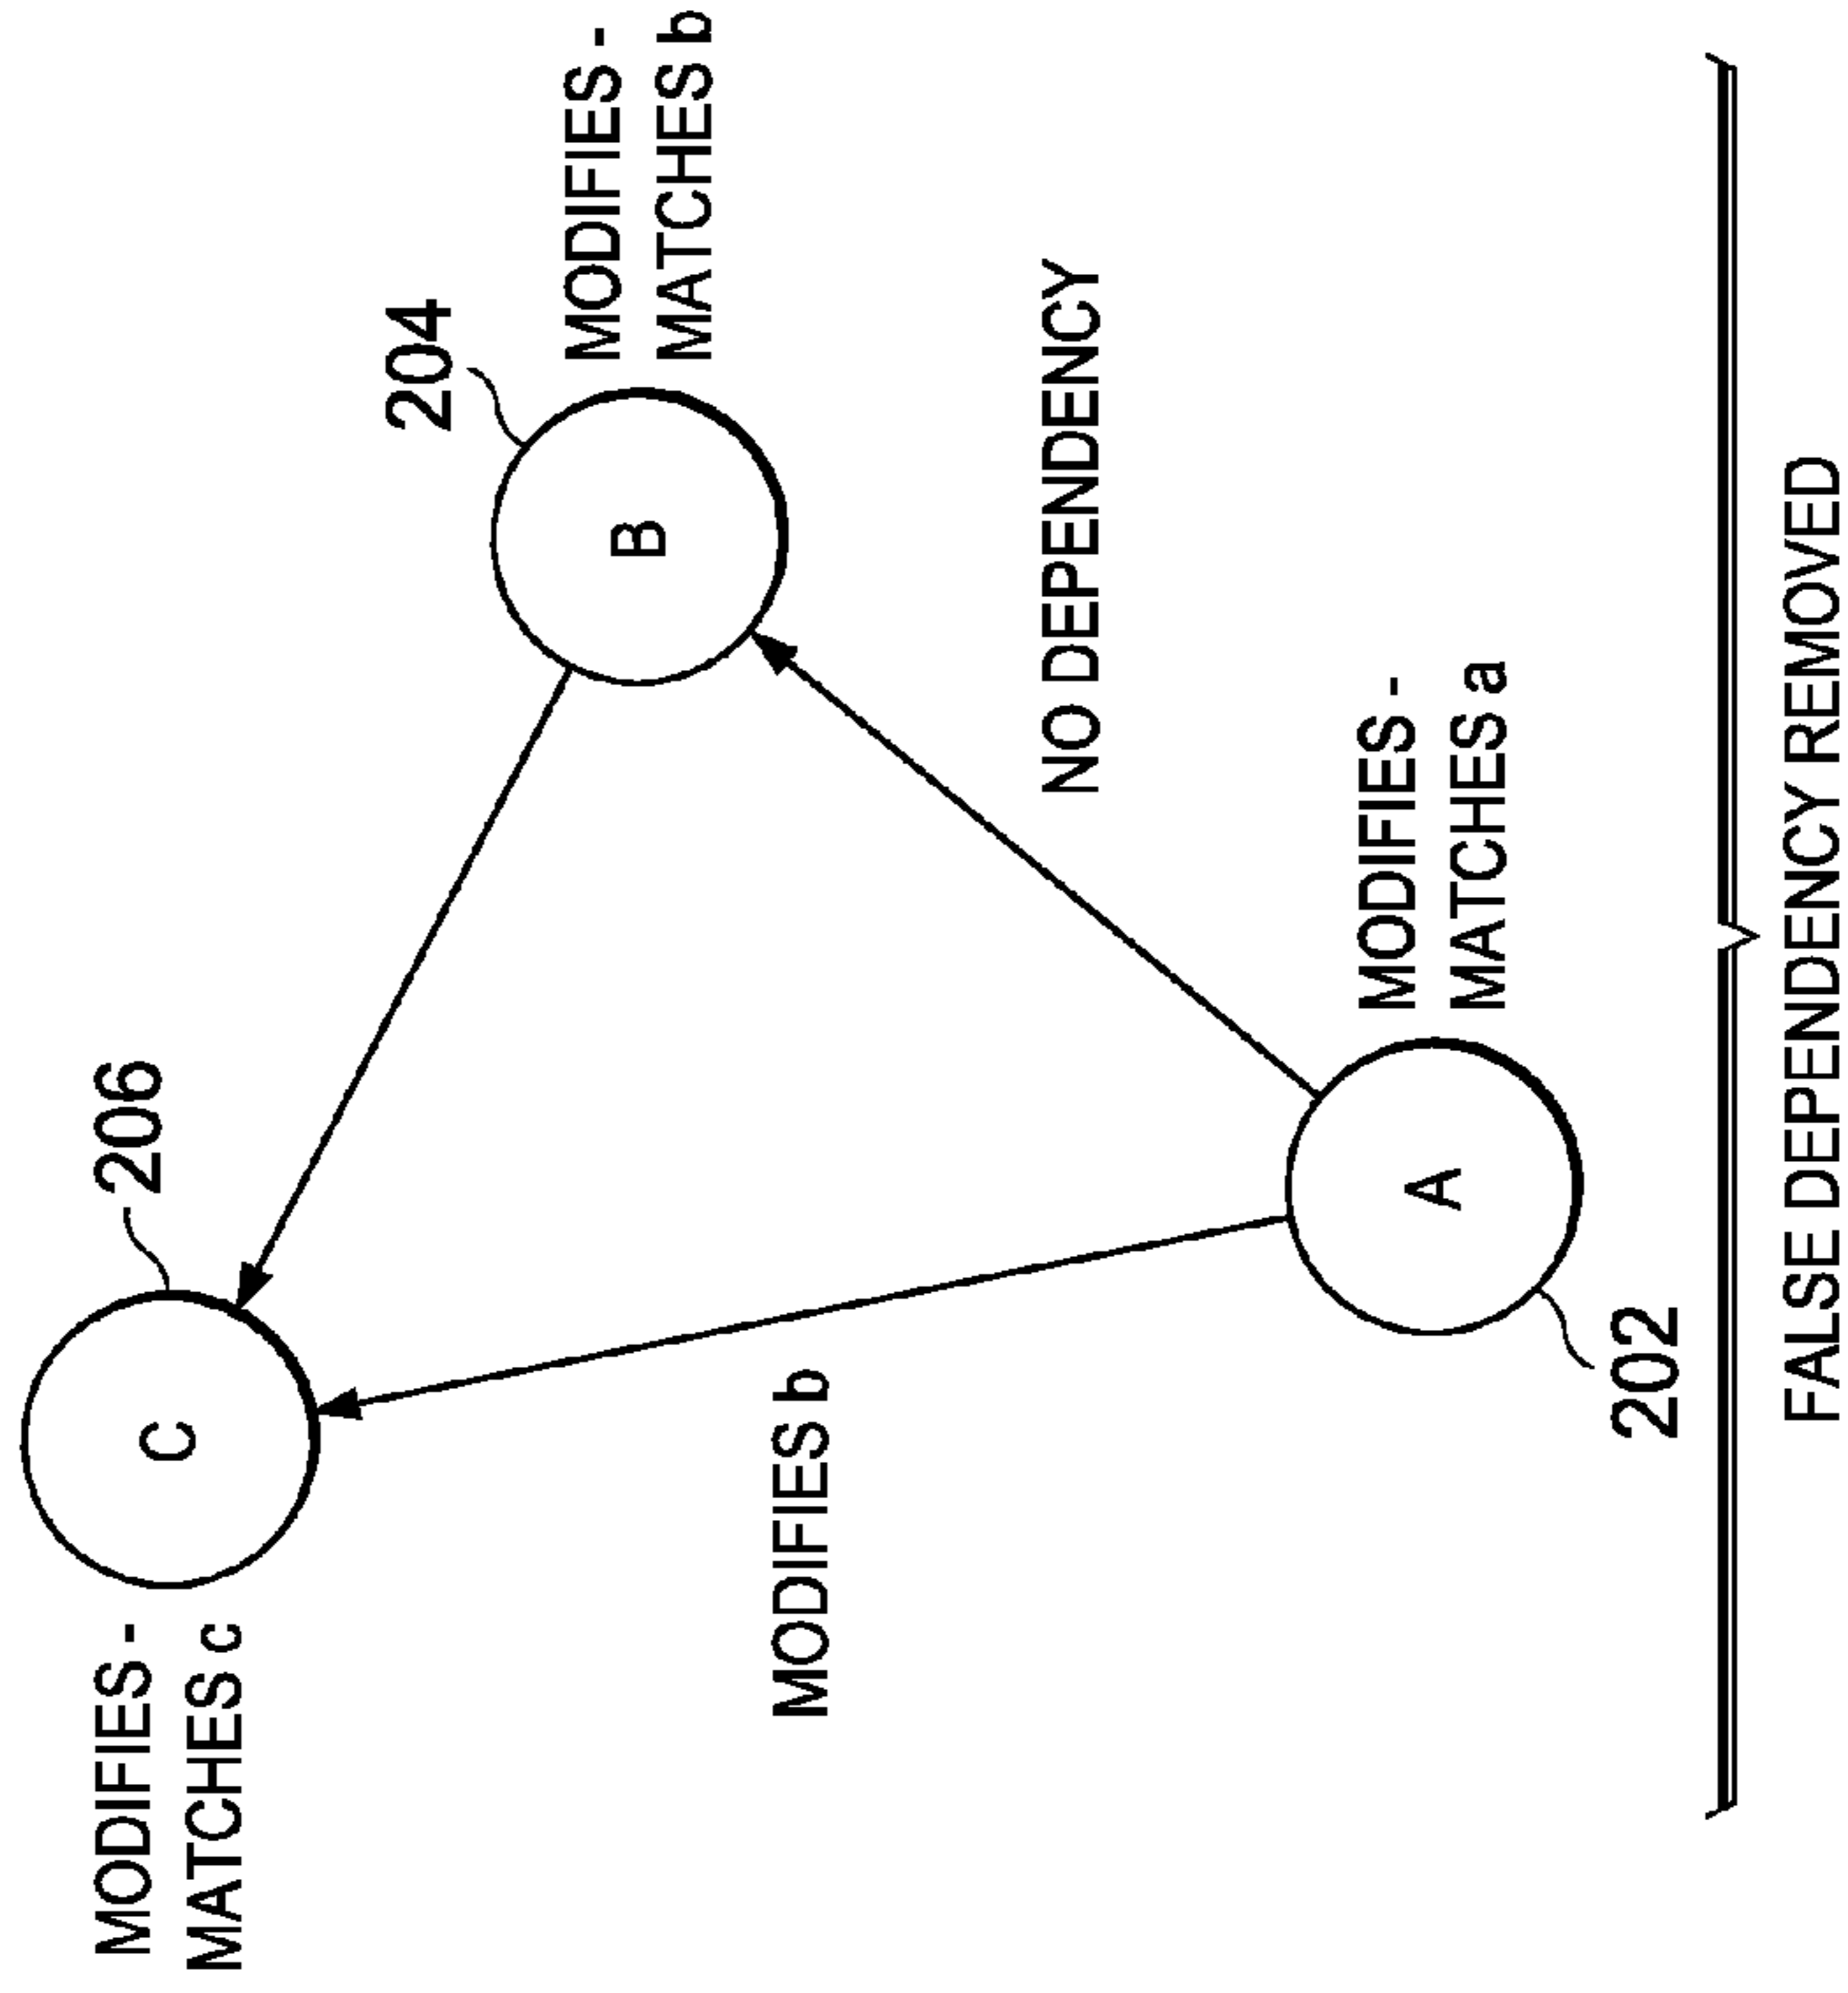 MODIFIES -
MATCHES c
C
206
MODIFIES b
204
B
MODIFIES -
MATCHES b
NO DEPENDENCY
A
202
MODIFIES -
MATCHES a
FALSE DEPENDENCY REMOVED